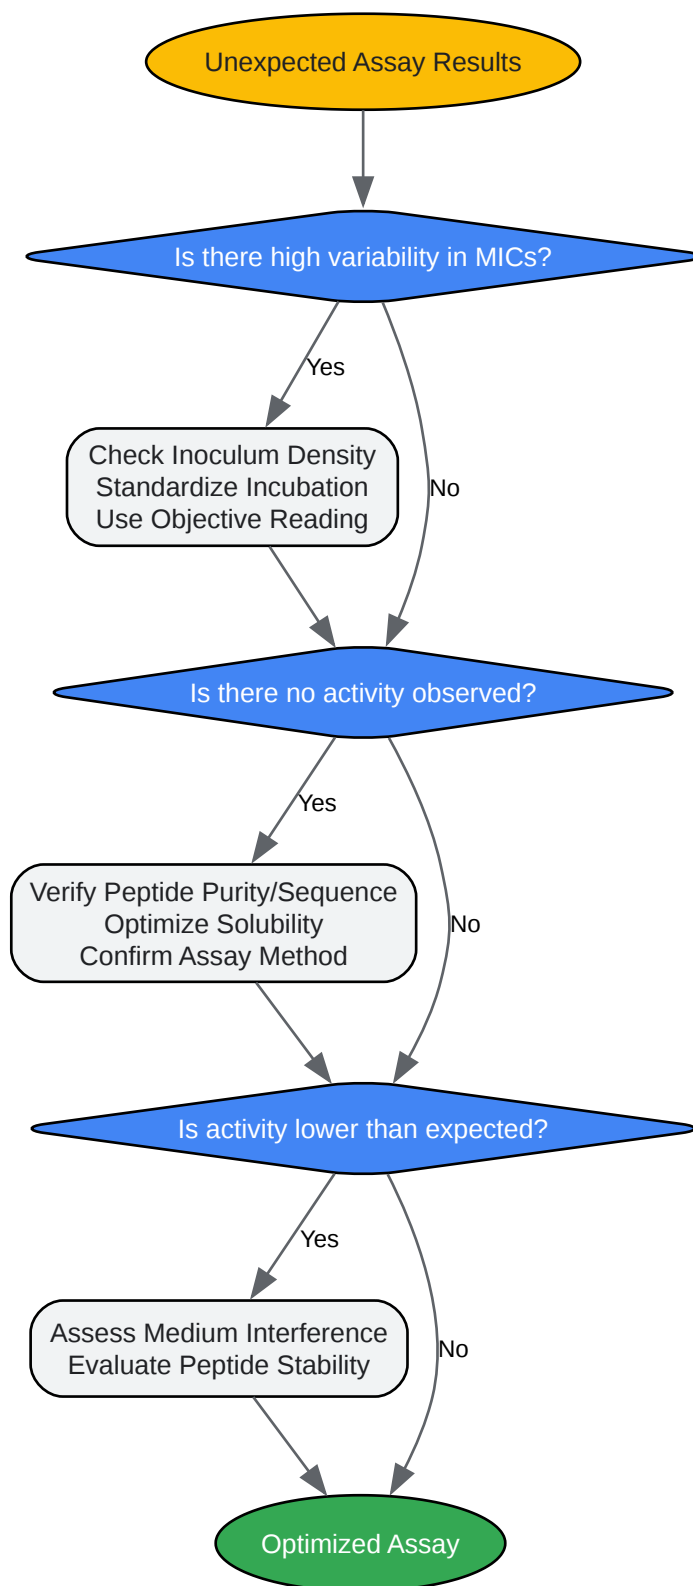 Unexpected Assay Results
Is there high variability in MICs?
Yes
Check Inoculum Density
Standardize Incubation
Use Objective Reading
No
Is there no activity observed?
Yes
Verify Peptide Purity/Sequence
Optimize Solubility
Confirm Assay Method
No
Is activity lower than expected?
Yes
Assess Medium Interference
Evaluate Peptide Stability
No
Optimized Assay